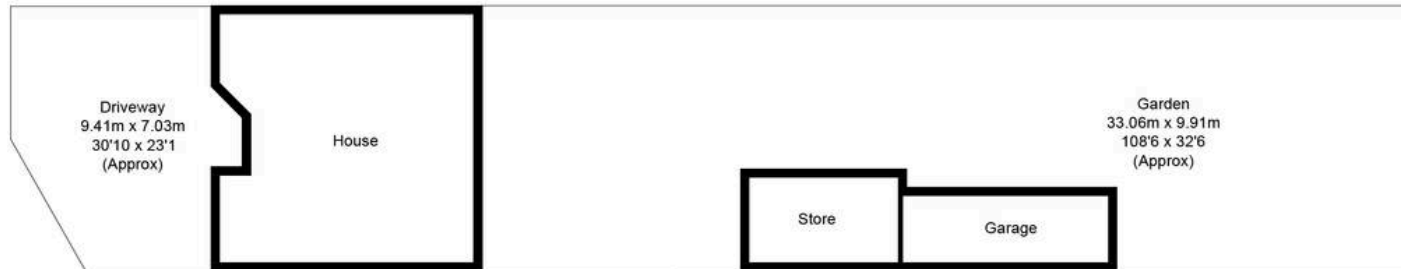 Driveway
9.41m x 7.03m
30'10 x 23'1
(Approx)
House
Garden
33.06m x 9.91m
108'6 x 32'6
(Approx)
Store
Garage